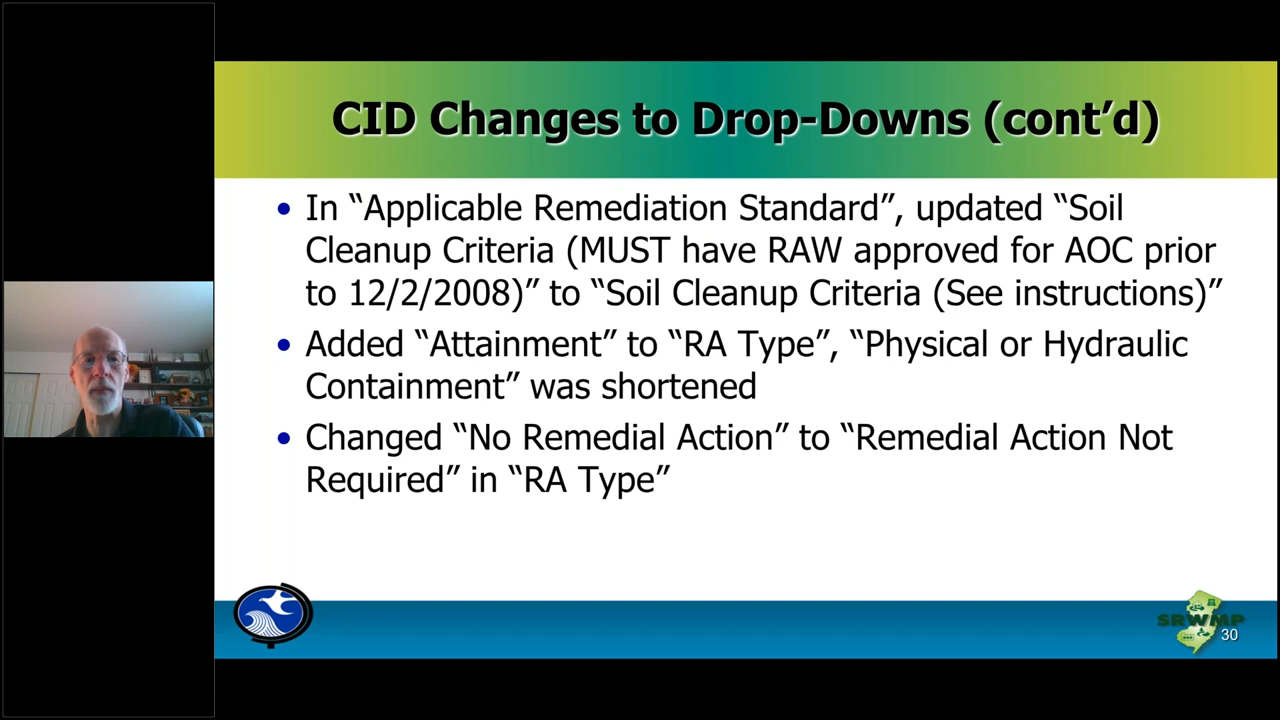 CID Changes to Drop-Downs (cont’d)
• In “Applicable Remediation Standard”, updated “Soil
Cleanup Criteria (MUST have RAW approved for AOC prior
to 12/2/2008)” to “Soil Cleanup Criteria (See instructions)”
• Added “Attainment” to “RA Type”, “Physical or Hydraulic
Containment” was shortened
• Changed “No Remedial Action” to “Remedial Action Not
Required” in “RA Type”
SRWMP
30